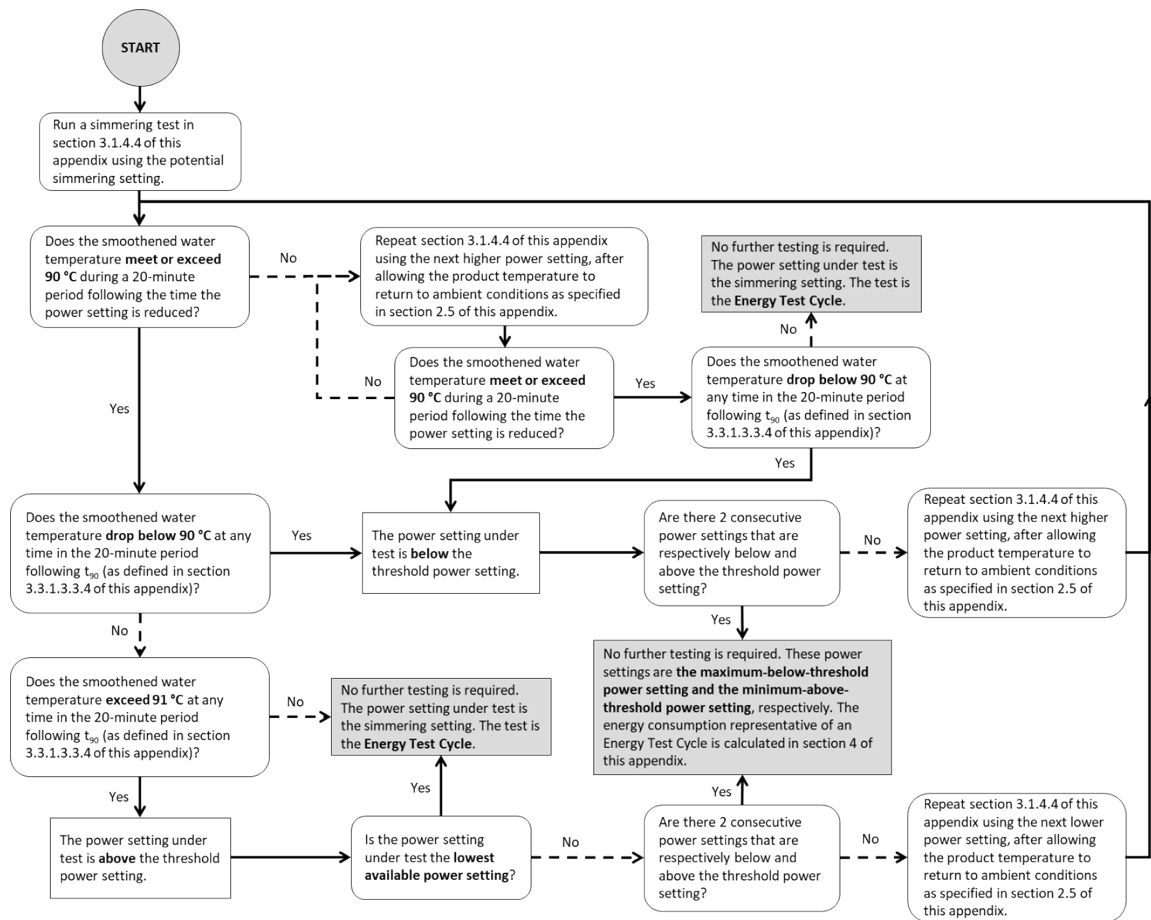 START
Run a simmering test in
section 3.1.4.4 of this
appendix using the potential
simmering setting.
Does the smoothened water
temperature meet or exceed
90 °C during a 20-minute
period following the time the
power setting is reduced?
No
Repeat section 3.1.4.4 of this appendix
using the next higher power setting, after
allowing the product temperature to
return to ambient conditions as specified
in section 2.5 of this appendix.
No further testing is required.
The power setting under test is
the simmering setting. The test is
the Energy Test Cycle.
No
Does the smoothened water
temperature meet or exceed
90 °C during a 20-minute
period following the time the
power setting is reduced?
No
Yes
Does the smoothened water
temperature drop below 90 °C at
any time in the 20-minute period
following t90 (as defined in section
3.3.1.3.3.4 of this appendix)?
Yes
Yes
Does the smoothened water
temperature drop below 90 °C at any
time in the 20-minute period
following t90 (as defined in section
3.3.1.3.3.4 of this appendix)?
Yes
The power setting under
test is below the
threshold power setting.
Are there 2 consecutive
power settings that are
respectively below and
above the threshold power
setting?
No
Repeat section 3.1.4.4 of this
appendix using the next higher
power setting, after allowing
the product temperature to
return to ambient conditions
as specified in section 2.5 of
this appendix.
No
Yes
Does the smoothened water
temperature exceed 91 °C at any
time in the 20-minute period
following t90 (as defined in section
3.3.1.3.3.4 of this appendix)?
No
No further testing is required.
The power setting under test is
the simmering setting. The test is
the Energy Test Cycle.
No further testing is required. These power
settings are the maximum-below-threshold
power setting and the minimum-above-
threshold power setting, respectively. The
energy consumption representative of an
Energy Test Cycle is calculated in section 4 of
this appendix.
Yes
Yes
Yes
The power setting under
test is above the threshold
power setting.
Is the power setting
under test the lowest
available power setting?
No
Are there 2 consecutive
power settings that are
respectively below and
above the threshold power
setting?
No
Repeat section 3.1.4.4 of this
appendix using the next lower
power setting, after allowing
the product temperature to
return to ambient conditions
as specified in section 2.5 of
this appendix.